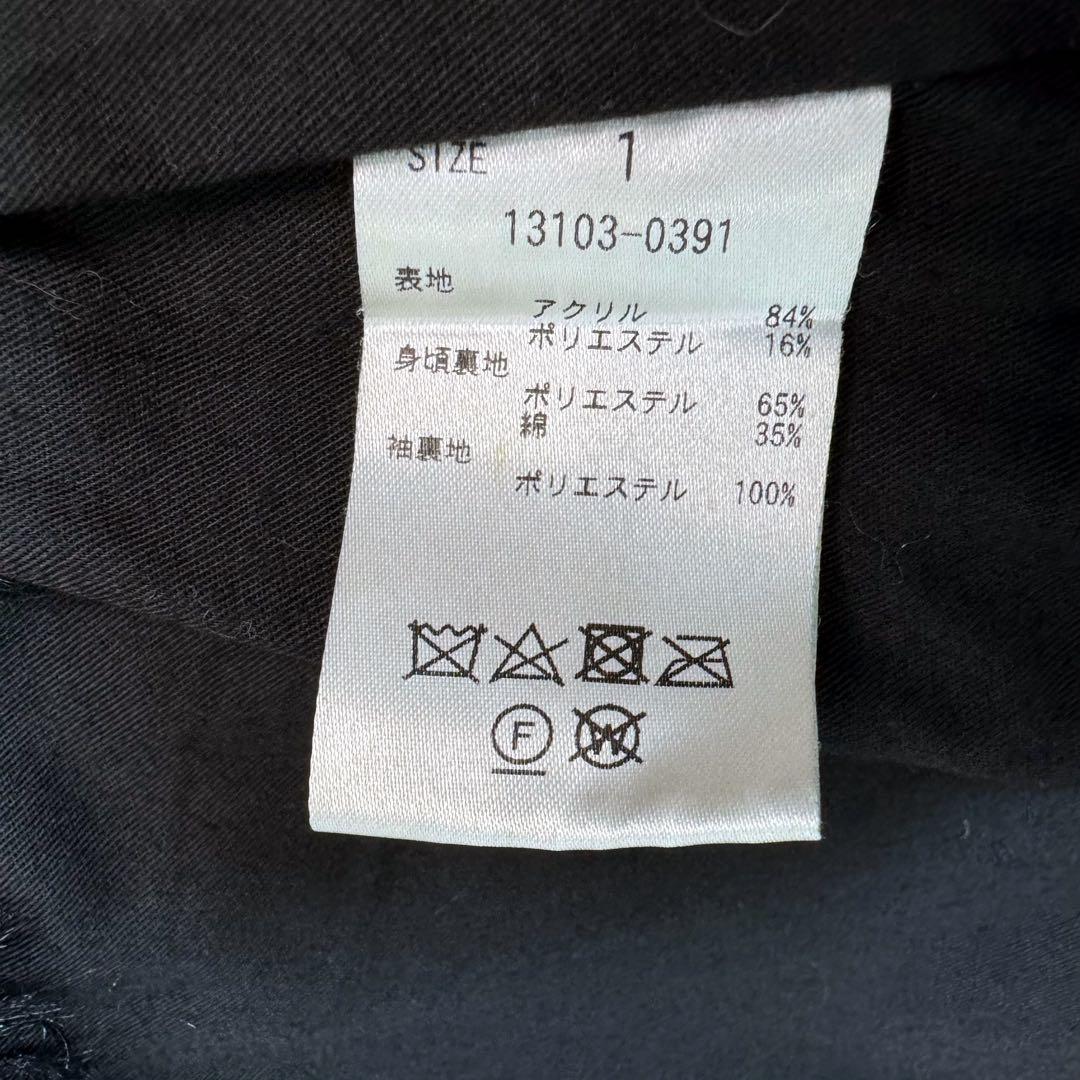 SIZE 1
13103-0391
表地
アクリル 84%
ポリエステル 16%
身頃裏地
ポリエステル 65%
綿 35%
袖裏地
ポリエステル 100%
F
W